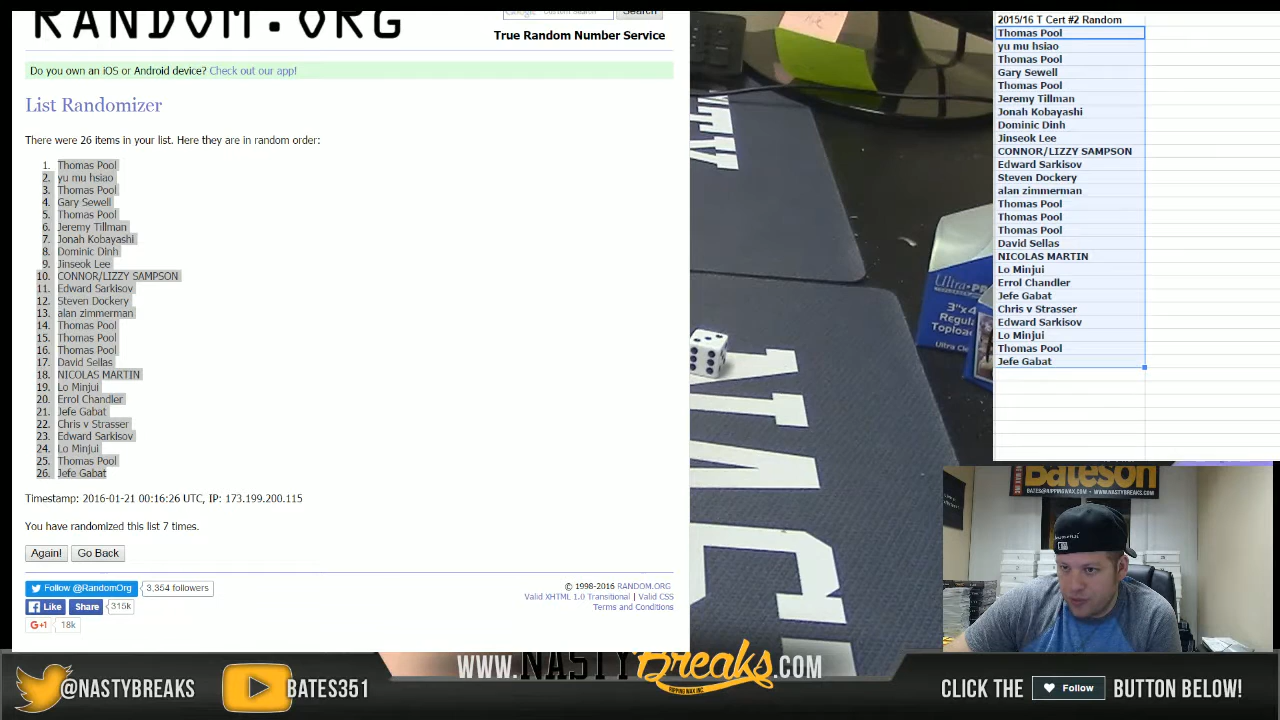 RANDOM.ORG
Search
True Random Number Service
Do you own an iOS or Android device? Check out our app!
List Randomizer
There were 26 items in your list. Here they are in random order:
1. Thomas Pool
2. yu mu hsiao
3. Thomas Pool
4. Gary Sewell
5. Thomas Pool
6. Jeremy Tillman
7. Jonah Kobayashi
8. Dominic Dinh
9. Jinseok Lee
10. CONNOR/LIZZY SAMPSON
11. Edward Sarkisov
12. Steven Dockery
13. alan zimmerman
14. Thomas Pool
15. Thomas Pool
16. Thomas Pool
17. David Sellas
18. NICOLAS MARTIN
19. Lo Minjui
20. Errol Chandler
21. Jefe Gabat
22. Chris v Strasser
23. Edward Sarkisov
24. Lo Minjui
25. Thomas Pool
26. Jefe Gabat
Timestamp: 2016-01-21 00:16:26 UTC, IP: 173.199.200.115
You have randomized this list 7 times.
Again! Go Back
Follow @RandomOrg 3,354 followers
Like Share 315k
G+1 18k
© 1998-2016 RANDOM.ORG
Valid XHTML 1.0 Transitional | Valid CSS
Terms and Conditions
2015/16 T Cert #2 Random
Thomas Pool
yu mu hsiao
Thomas Pool
Gary Sewell
Thomas Pool
Jeremy Tillman
Jonah Kobayashi
Dominic Dinh
Jinseok Lee
CONNOR/LIZZY SAMPSON
Edward Sarkisov
Steven Dockery
alan zimmerman
Thomas Pool
Thomas Pool
Thomas Pool
David Sellas
NICOLAS MARTIN
Lo Minjui
Errol Chandler
Jefe Gabat
Chris v Strasser
Edward Sarkisov
Lo Minjui
Thomas Pool
Jefe Gabat
3"x4"
Ultra
Bateson
@NASTYBREAKS
BATES351
WWW.NASTYBreaks.COM
RIPPING WAX INC
CLICK THE Follow BUTTON BELOW!